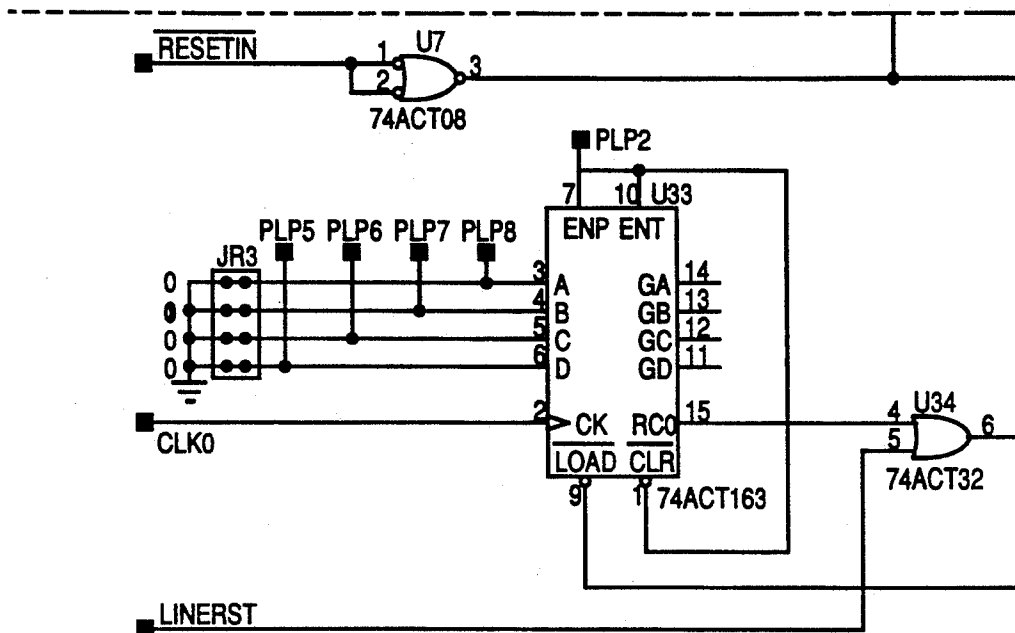 RESETIN
U7
1
2
3
74ACT08
PLP2
7
10
U33
ENP ENT
PLP5 PLP6 PLP7 PLP8
JR3
0
0
0
0
3
4
5
6
A
B
C
D
GA
GB
GC
GD
14
13
12
11
2
CK
RC0
15
CLK0
LOAD CLR
9
1
74ACT163
U34
4
5
6
74ACT32
LINERST